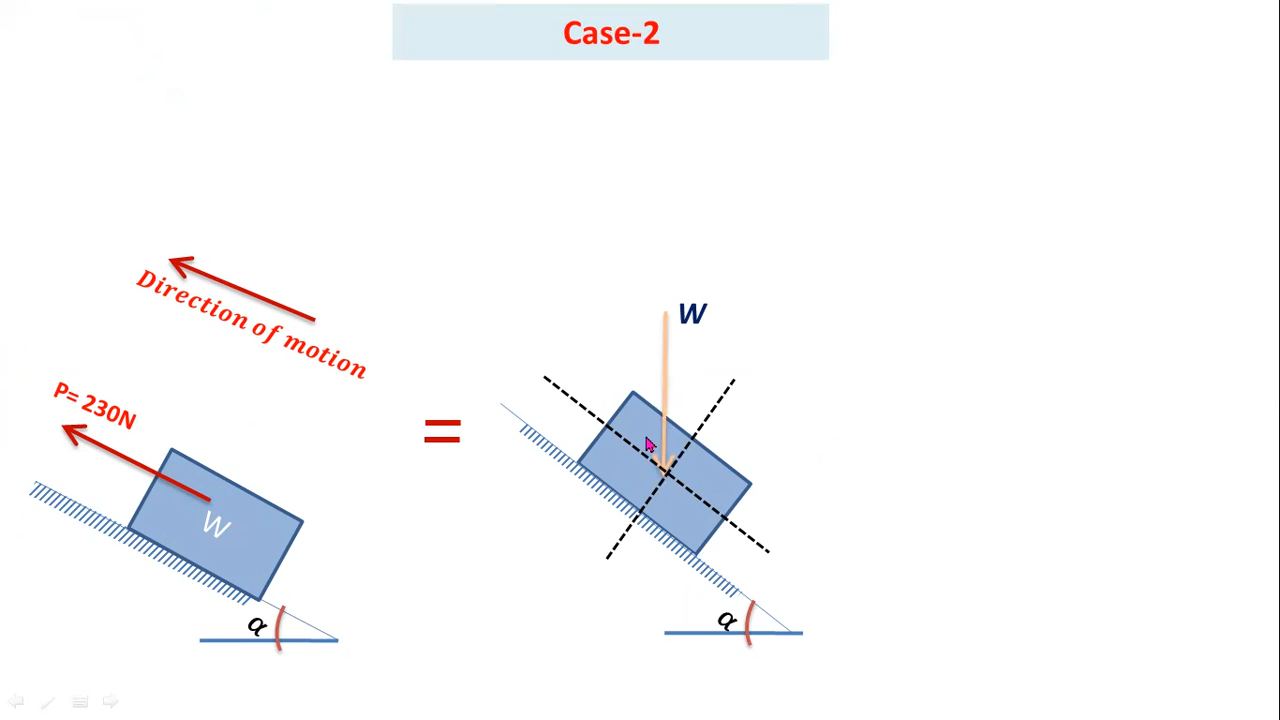 Case-2
Direction of motion
P= 230N
W
α
=
W
α